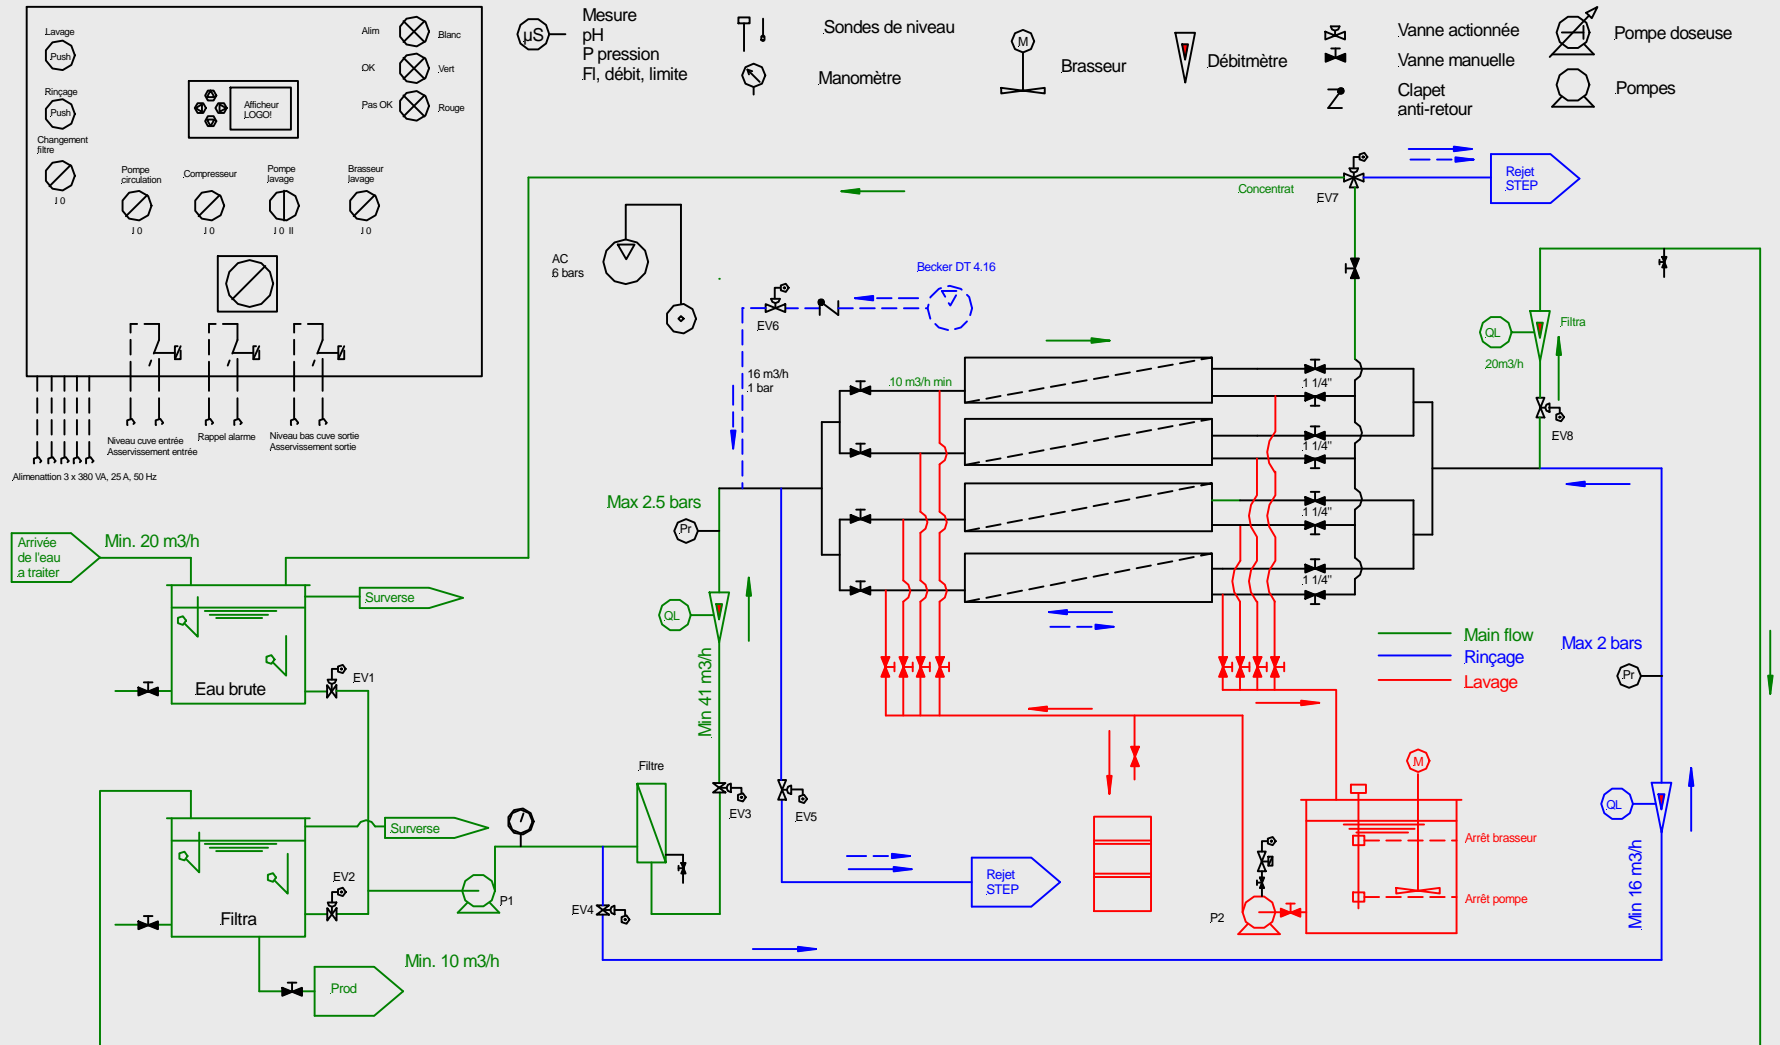 Lavage
Push
Rinçage
Push
Changement
filtre
I 0
Alim
Blanc
OK
Vert
Pas OK
Rouge
Afficheur
LOGO!
Pompe
circulation
I 0
Compresseur
I 0
Pompe
lavage
I 0 II
Brasseur
lavage
I 0
Niveau cuve entrée
Asservissement entrée
Rappel alarme
Niveau bas cuve sortie
Asservissement sortie
Alimenattion 3 x 380 VA, 25 A, 50 Hz
µS
Mesure
pH
P pression
Fl, débit, limite
Sondes de niveau
Manomètre
M
Brasseur
Débitmètre
Vanne actionnée
Vanne manuelle
Clapet
anti-retour
Pompe doseuse
Pompes
Concentrat
EV7
Rejet
STEP
AC
6 bars
Becker DT 4.16
EV6
16 m3/h
1 bar
10 m3/h min
1 1/4"
1 1/4"
1 1/4"
1 1/4"
QL
Filtra
20m3/h
EV8
Max 2.5 bars
Pr
Arrivée
de l'eau
a traiter
Min. 20 m3/h
Surverse
Eau brute
EV1
QL
Min 41 m3/h
Main flow
Rinçage
Lavage
Max 2 bars
Pr
Filtre
EV3
EV5
M
Surverse
EV2
Filtra
P1
EV4
Rejet
STEP
P2
Arrêt brasseur
Arrêt pompe
QL
Min 16 m3/h
Min. 10 m3/h
Prod